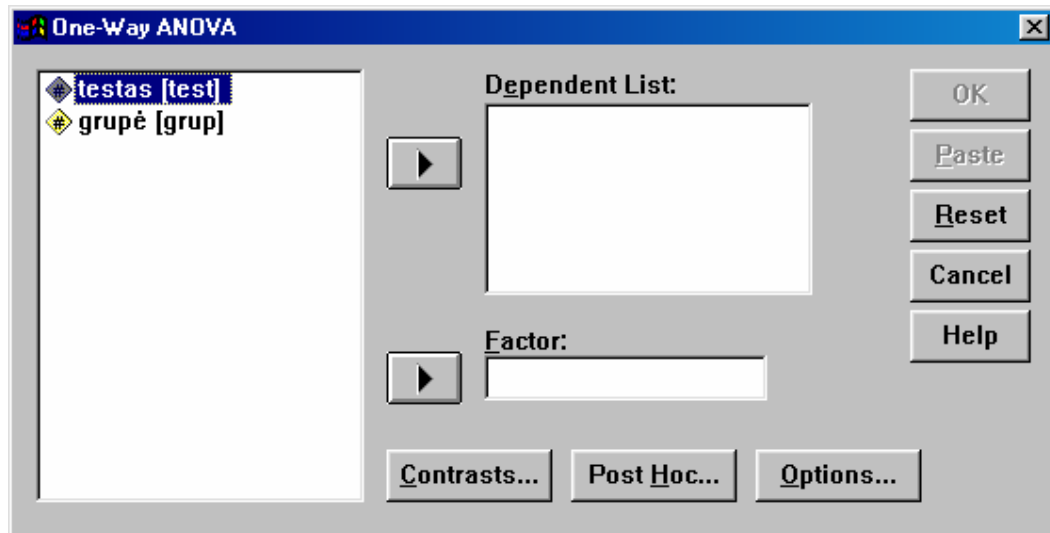 One-Way ANOVA
testas [test]
grupė [grup]
Dependent List:
Factor:
OK
Paste
Reset
Cancel
Help
Contrasts...
Post Hoc...
Options...